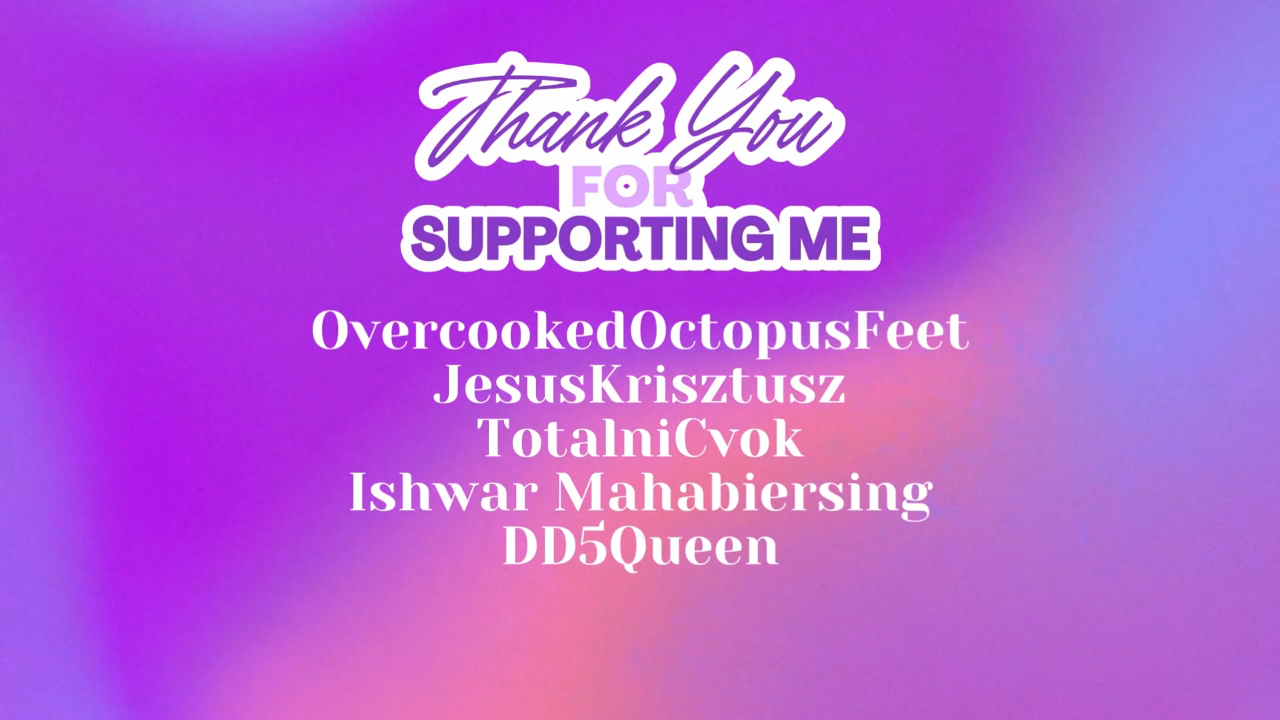 Thank You
FOR
SUPPORTING ME
OvercookedOctopusFeet
JesusKrisztusz
TotalniCvok
Ishwar Mahabiersing
DD5Queen